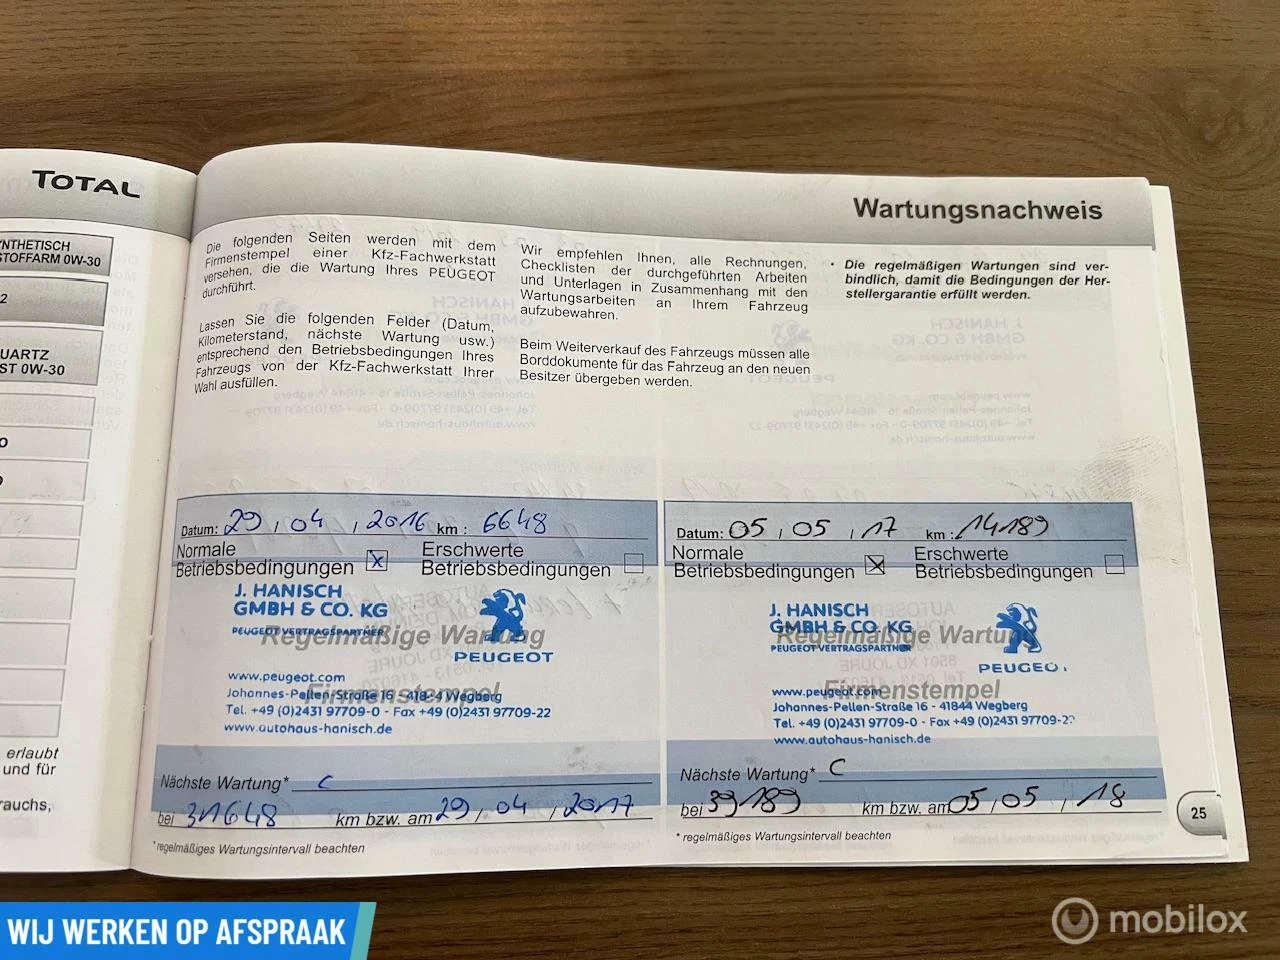 TOTAL
YNTHETISCH
STOFFARM 0W-30
2
UARTZ
ST 0W-30
O
erlaubt
und für
rauchs,
Wartungsnachweis
Die folgenden Seiten werden mit dem
Firmenstempel einer Kfz-Fachwerkstatt
versehen, die die Wartung Ihres PEUGEOT
durchführt.
Lassen Sie die folgenden Felder (Datum,
Kilometerstand, nächste Wartung usw.)
entsprechend den Betriebsbedingungen Ihres
Fahrzeugs von der Kfz-Fachwerkstatt Ihrer
Wahl ausfüllen.
Wir empfehlen Ihnen, alle Rechnungen,
Checklisten der durchgeführten Arbeiten
und Unterlagen in Zusammenhang mit den
Wartungsarbeiten an Ihrem Fahrzeug
aufzubewahren.
Beim Weiterverkauf des Fahrzeugs müssen alle
Borddokumente für das Fahrzeug an den neuen
Besitzer übergeben werden.
• Die regelmäßigen Wartungen sind ver-
bindlich, damit die Bedingungen der Her-
stellergarantie erfüllt werden.
Datum: 29 / 04 / 2016 km : 6648
Normale
Betriebsbedingungen x
Erschwerte
Betriebsbedingungen
J. HANISCH
GMBH & CO. KG
PEUGEOT VERTRAGSPARTNER
Regelmäßige Wartung
PEUGEOT
www.peugeot.com
Firmenstempel
Johannes-Pellen-Straße 16 - 41844 Wegberg
Tel. +49 (0)2431 97709-0 - Fax +49 (0)2431 97709-22
www.autohaus-hanisch.de
Nächste Wartung* C
bei 31648 km bzw. am 29 / 04 / 2017
*regelmäßiges Wartungsintervall beachten
Datum: 05 / 05 / 17 km : 14189
Normale
Betriebsbedingungen x
Erschwerte
Betriebsbedingungen
J. HANISCH
GMBH & CO. KG
Regelmäßige Wartung
PEUGEOT VERTRAGSPARTNER
PEUGEO
www.peugeot.com
Firmenstempel
Johannes-Pellen-Straße 16 - 41844 Wegberg
Tel. +49 (0)2431 97709-0 - Fax +49 (0)2431 97709-2
www.autohaus-hanisch.de
Nächste Wartung* C
bei 39189 km bzw. am 05 / 05 / 18
* regelmäßiges Wartungsintervall beachten
25
WIJ WERKEN OP AFSPRAAK
mobilox